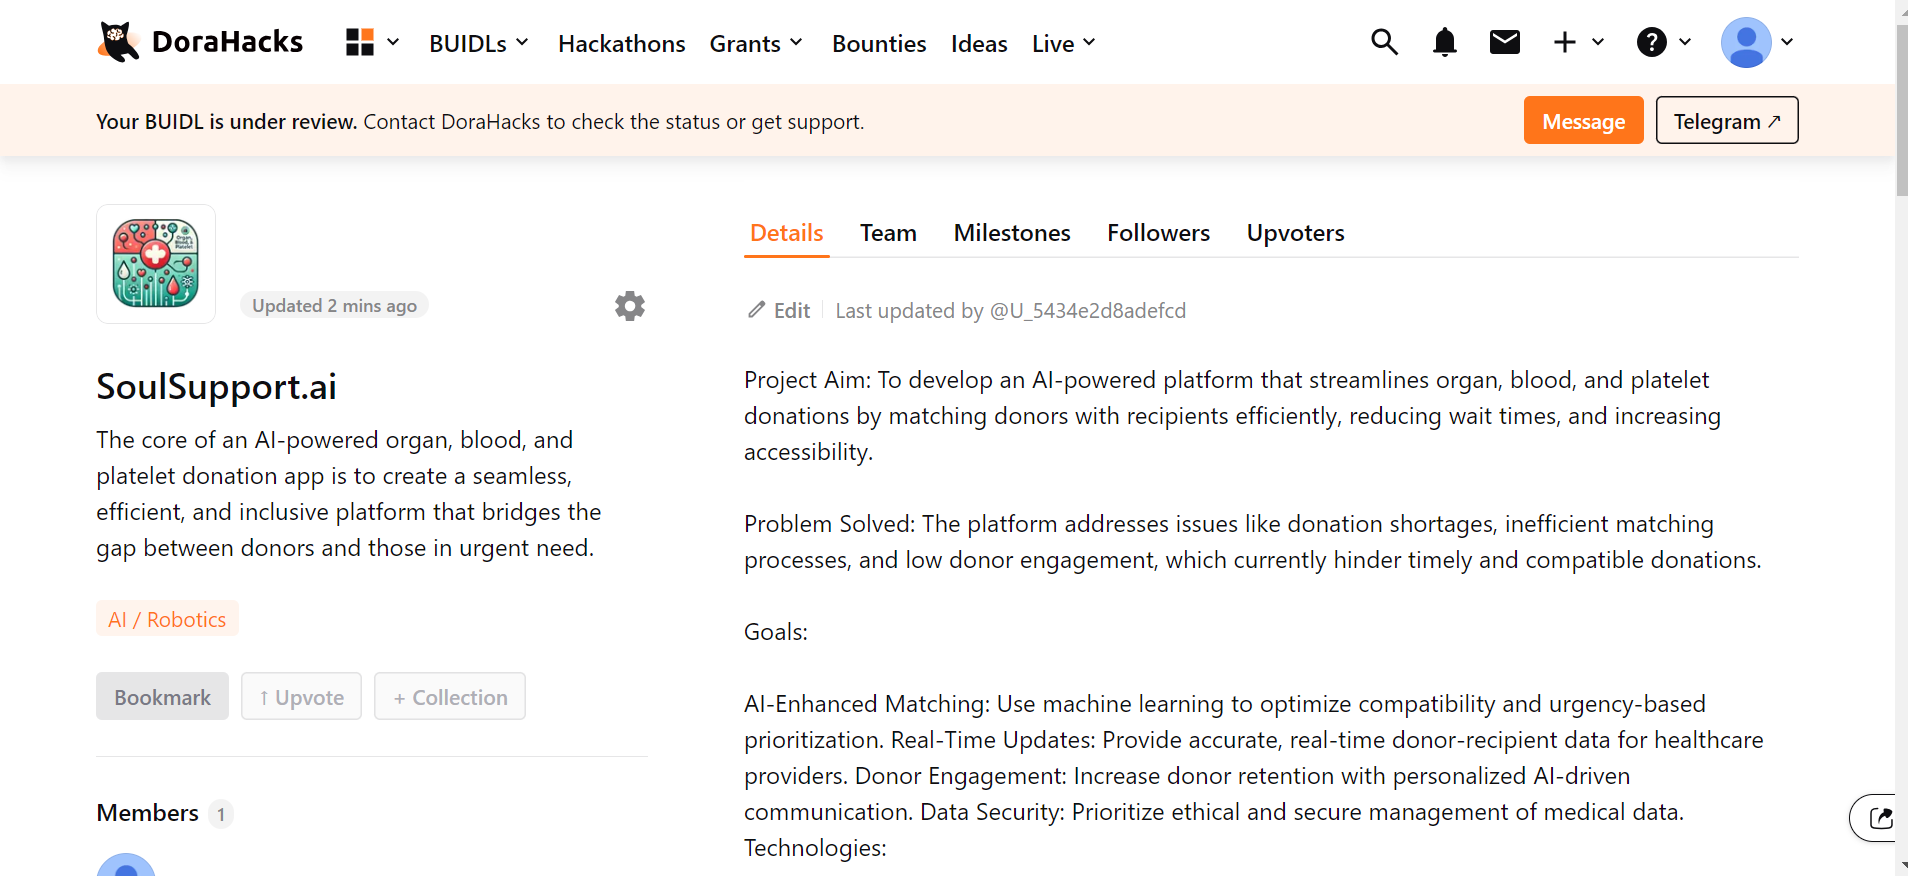 DoraHacks
BUIDLs
Hackathons
Grants
Bounties
Ideas
Live
Your BUIDL is under review. Contact DoraHacks to check the status or get support.
Message
Telegram ↗
Organ,
Blood, &
Platelet
Updated 2 mins ago
SoulSupport.ai
The core of an AI-powered organ, blood, and
platelet donation app is to create a seamless,
efficient, and inclusive platform that bridges the
gap between donors and those in urgent need.
AI / Robotics
Bookmark
↑ Upvote
+ Collection
Members 1
Details
Team
Milestones
Followers
Upvoters
Edit
Last updated by @U_5434e2d8adefcd
Project Aim: To develop an AI-powered platform that streamlines organ, blood, and platelet
donations by matching donors with recipients efficiently, reducing wait times, and increasing
accessibility.
Problem Solved: The platform addresses issues like donation shortages, inefficient matching
processes, and low donor engagement, which currently hinder timely and compatible donations.
Goals:
AI-Enhanced Matching: Use machine learning to optimize compatibility and urgency-based
prioritization. Real-Time Updates: Provide accurate, real-time donor-recipient data for healthcare
providers. Donor Engagement: Increase donor retention with personalized AI-driven
communication. Data Security: Prioritize ethical and secure management of medical data.
Technologies: